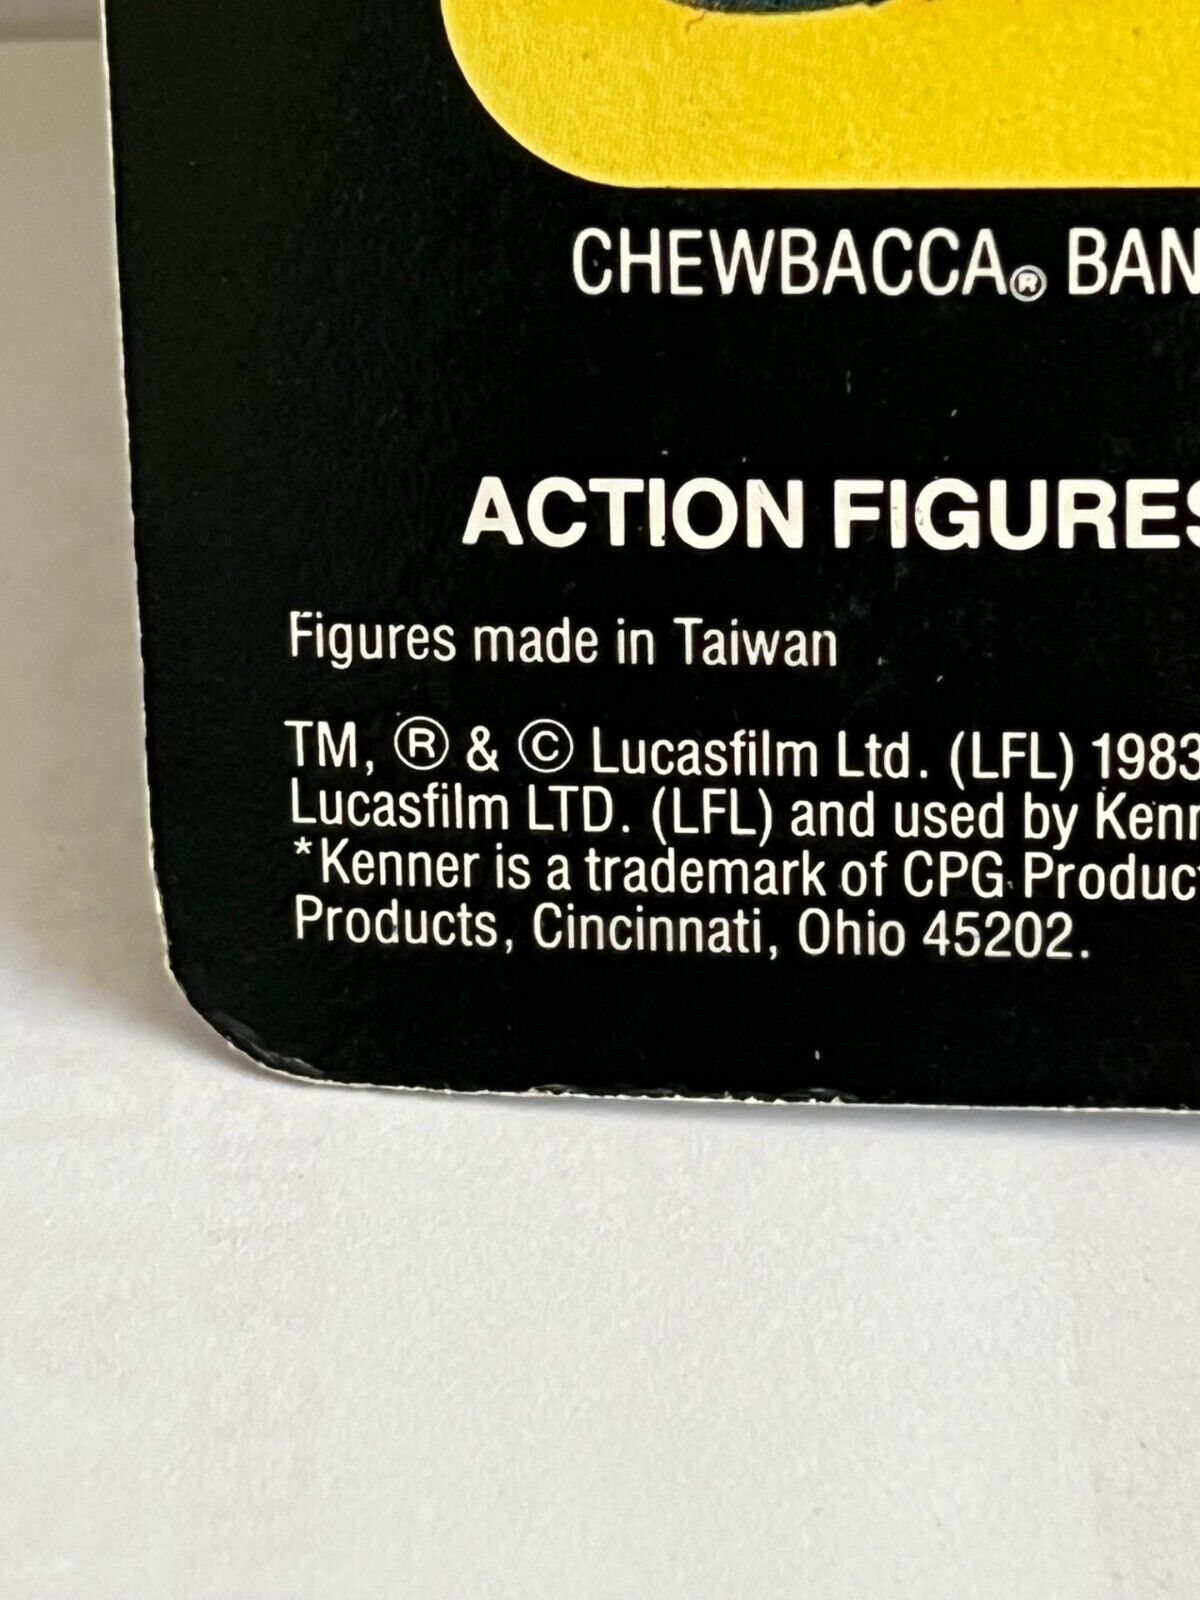 CHEWBACCA® BAN
ACTION FIGURES
Figures made in Taiwan
TM, ® & © Lucasfilm Ltd. (LFL) 1983
Lucasfilm LTD. (LFL) and used by Kenn
*Kenner is a trademark of CPG Product
Products, Cincinnati, Ohio 45202.